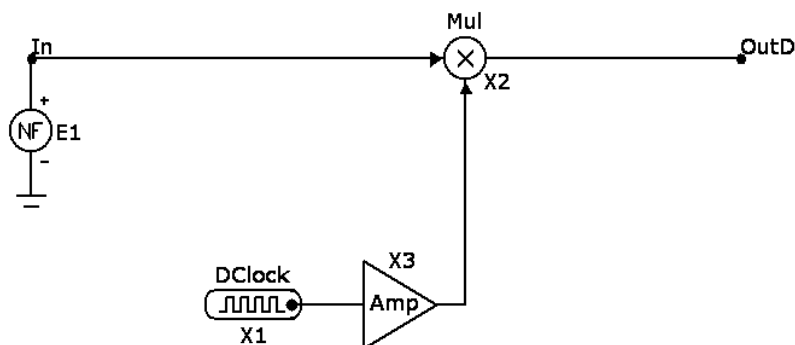 Mul
In
OutD
X2
+
NF
E1
-
X3
DClock
Amp
X1